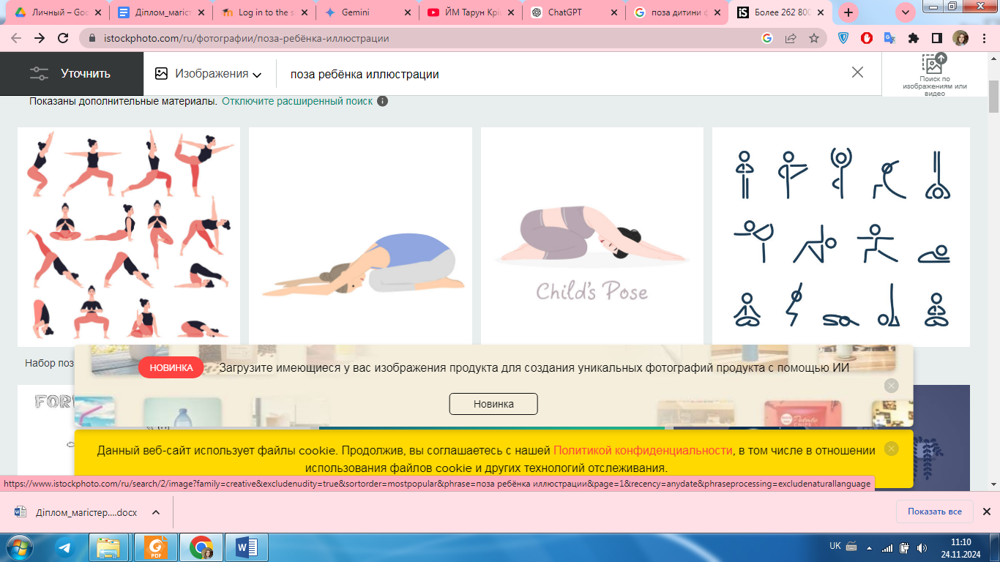 Личный – Goo
Діплом_магіст
Log in to the s
Gemini
ЙМ Тарун Крі
ChatGPT
поза дитини ф
Более 262 800
istockphoto.com/ru/фотографии/поза-ребёнка-иллюстрации
Уточнить
Изображения
поза ребёнка иллюстрации
Поиск по
изображениям или
видео
Показаны дополнительные материалы. Отключите расширенный поиск
Child's Pose
Набор поз
НОВИНКА
Загрузите имеющиеся у вас изображения продукта для создания уникальных фотографий продукта с помощью ИИ
Новинка
FOR
Potato
CHIPS
Данный веб-сайт использует файлы cookie. Продолжив, вы соглашаетесь с нашей Политикой конфиденциальности, в том числе в отношении
использования файлов cookie и других технологий отслеживания.
https://www.istockphoto.com/ru/search/2/image?family=creative&excludenudity=true&sortorder=mostpopular&phrase=поза ребёнка иллюстрации&page=1&recency=anydate&phraseprocessing=excludenaturallanguage
Діплом_магістер....docx
Показать все
PDF
UK
11:10
24.11.2024